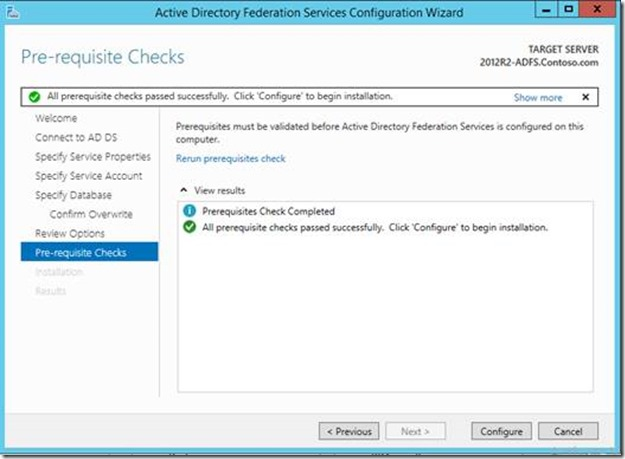 Active Directory Federation Services Configuration Wizard
Pre-requisite Checks
TARGET SERVER
2012R2-ADFS.Contoso.com
All prerequisite checks passed successfully. Click 'Configure' to begin installation.
Show more
Welcome
Connect to AD DS
Specify Service Properties
Specify Service Account
Specify Database
Confirm Overwrite
Review Options
Pre-requisite Checks
Installation
Results
Prerequisites must be validated before Active Directory Federation Services is configured on this
computer.
Rerun prerequisites check
View results
Prerequisites Check Completed
All prerequisite checks passed successfully. Click 'Configure' to begin installation.
< Previous
Next >
Configure
Cancel